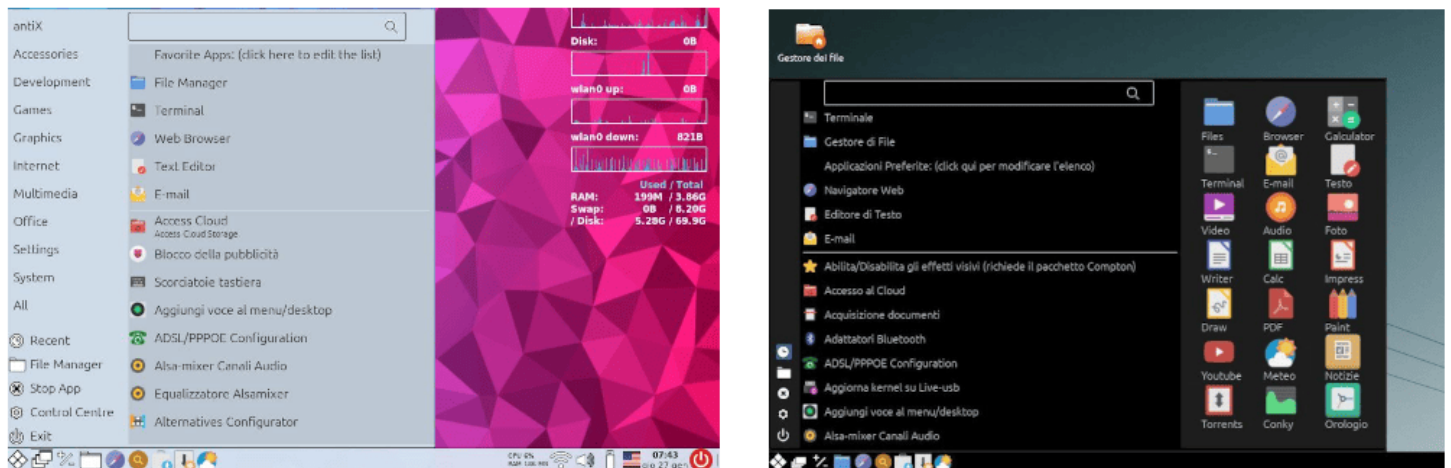 antiX
Accessories
Development
Games
Graphics
Internet
Multimedia
Office
Settings
System
All
Recent
File Manager
Stop App
Control Centre
Exit
Favorite Apps: (click here to edit the list)
File Manager
Terminal
Web Browser
Text Editor
E-mail
Access Cloud
Access Cloud Storage
Blocco della pubblicità
Scorciatoie tastiera
Aggiungi voce al menu/desktop
ADSL/PPPOE Configuration
Alsa-mixer Canali Audio
Equalizzatore Alsamixer
Alternatives Configurator
Disk: 0B
wlan0 up: 0B
wlan0 down: 821B
Used / Total
RAM: 199M / 3.86G
Swap: 0B / 8.20G
/ Disk: 5.28G / 69.9G
CPU 6%
RAM
07:43
27 gen
Gestore dei file
Terminale
Gestore di File
Applicazioni Preferite: (click qui per modificare l'elenco)
Navigatore Web
Editore di Testo
E-mail
Abilita/Disabilita gli effetti visivi (richiede il pacchetto Compton)
Accesso al Cloud
Acquisizione documenti
Adattatori Bluetooth
ADSL/PPPOE Configuration
Aggiorna kernel su Live-usb
Aggiungi voce al menu/desktop
Alsa-mixer Canali Audio
Files Browser Calculator
Terminal E-mail Testo
Video Audio Foto
Writer Calc Impress
Draw PDF Paint
Youtube Meteo Notizie
Torrents Conky Orologio